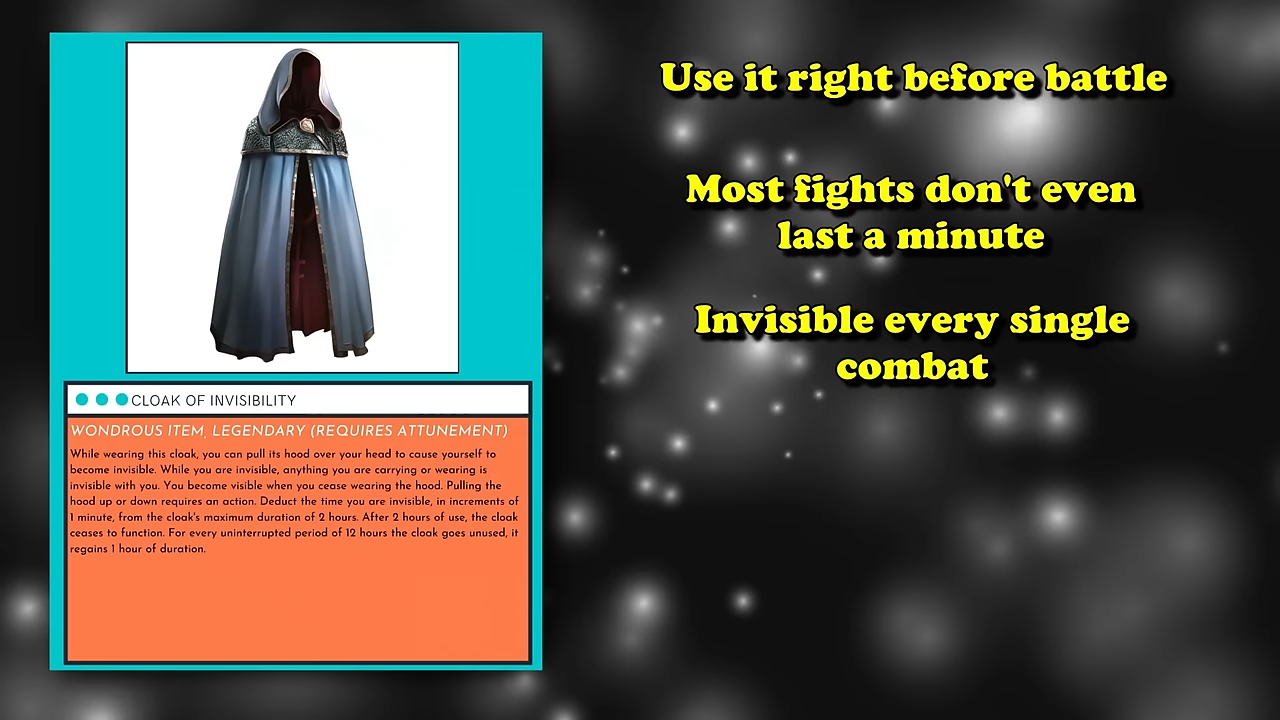 CLOAK OF INVISIBILITY
WONDROUS ITEM, LEGENDARY (REQUIRES ATTUNEMENT)
While wearing this cloak, you can pull its hood over your head to cause yourself to
become invisible. While you are invisible, anything you are carrying or wearing is
invisible with you. You become visible when you cease wearing the hood. Pulling the
hood up or down requires an action. Deduct the time you are invisible, in increments of
1 minute, from the cloak's maximum duration of 2 hours. After 2 hours of use, the cloak
ceases to function. For every uninterrupted period of 12 hours the cloak goes unused, it
regains 1 hour of duration.
Use it right before battle
Most fights don't even
last a minute
Invisible every single
combat